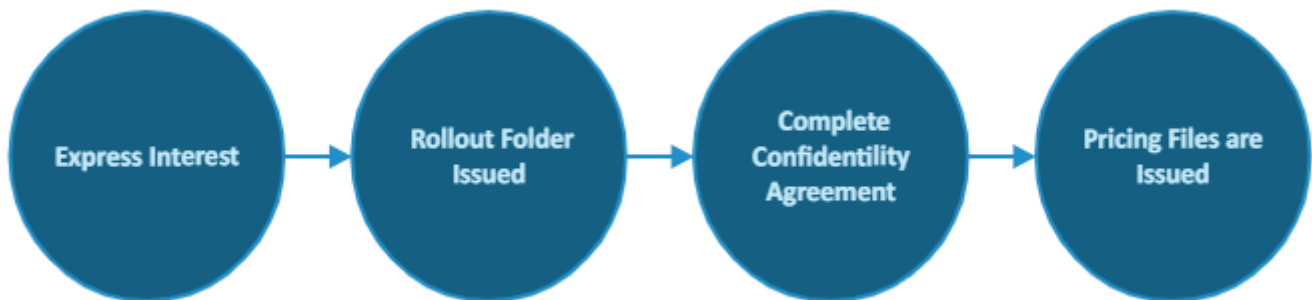 Express Interest
Rollout Folder
Issued
Complete
Confidentility
Agreement
Pricing Files are
Issued